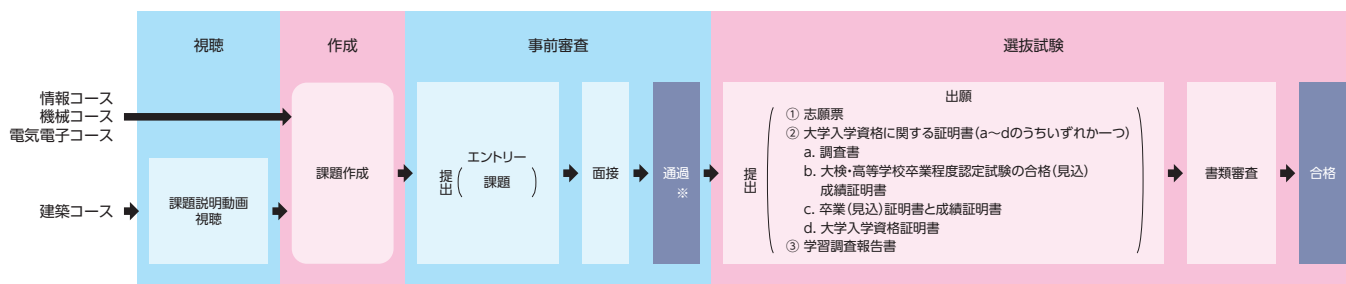 視聴
作成
事前審査
選抜試験
情報コース
機械コース
電気電子コース
建築コース
課題説明動画
視聴
課題作成
提出
エントリー
課題
面接
通過
※
出願
提出
① 志願票
② 大学入学資格に関する証明書(a〜dのうちいずれか一つ)
a. 調査書
b. 大検・高等学校卒業程度認定試験の合格(見込)
成績証明書
c. 卒業(見込)証明書と成績証明書
d. 大学入学資格証明書
③ 学習調査報告書
書類審査
合格